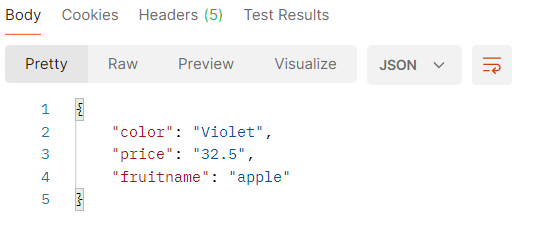 Body Cookies Headers (5) Test Results
Pretty Raw Preview Visualize JSON
1 {
2 "color": "Violet",
3 "price": "32.5",
4 "fruitname": "apple"
5 }